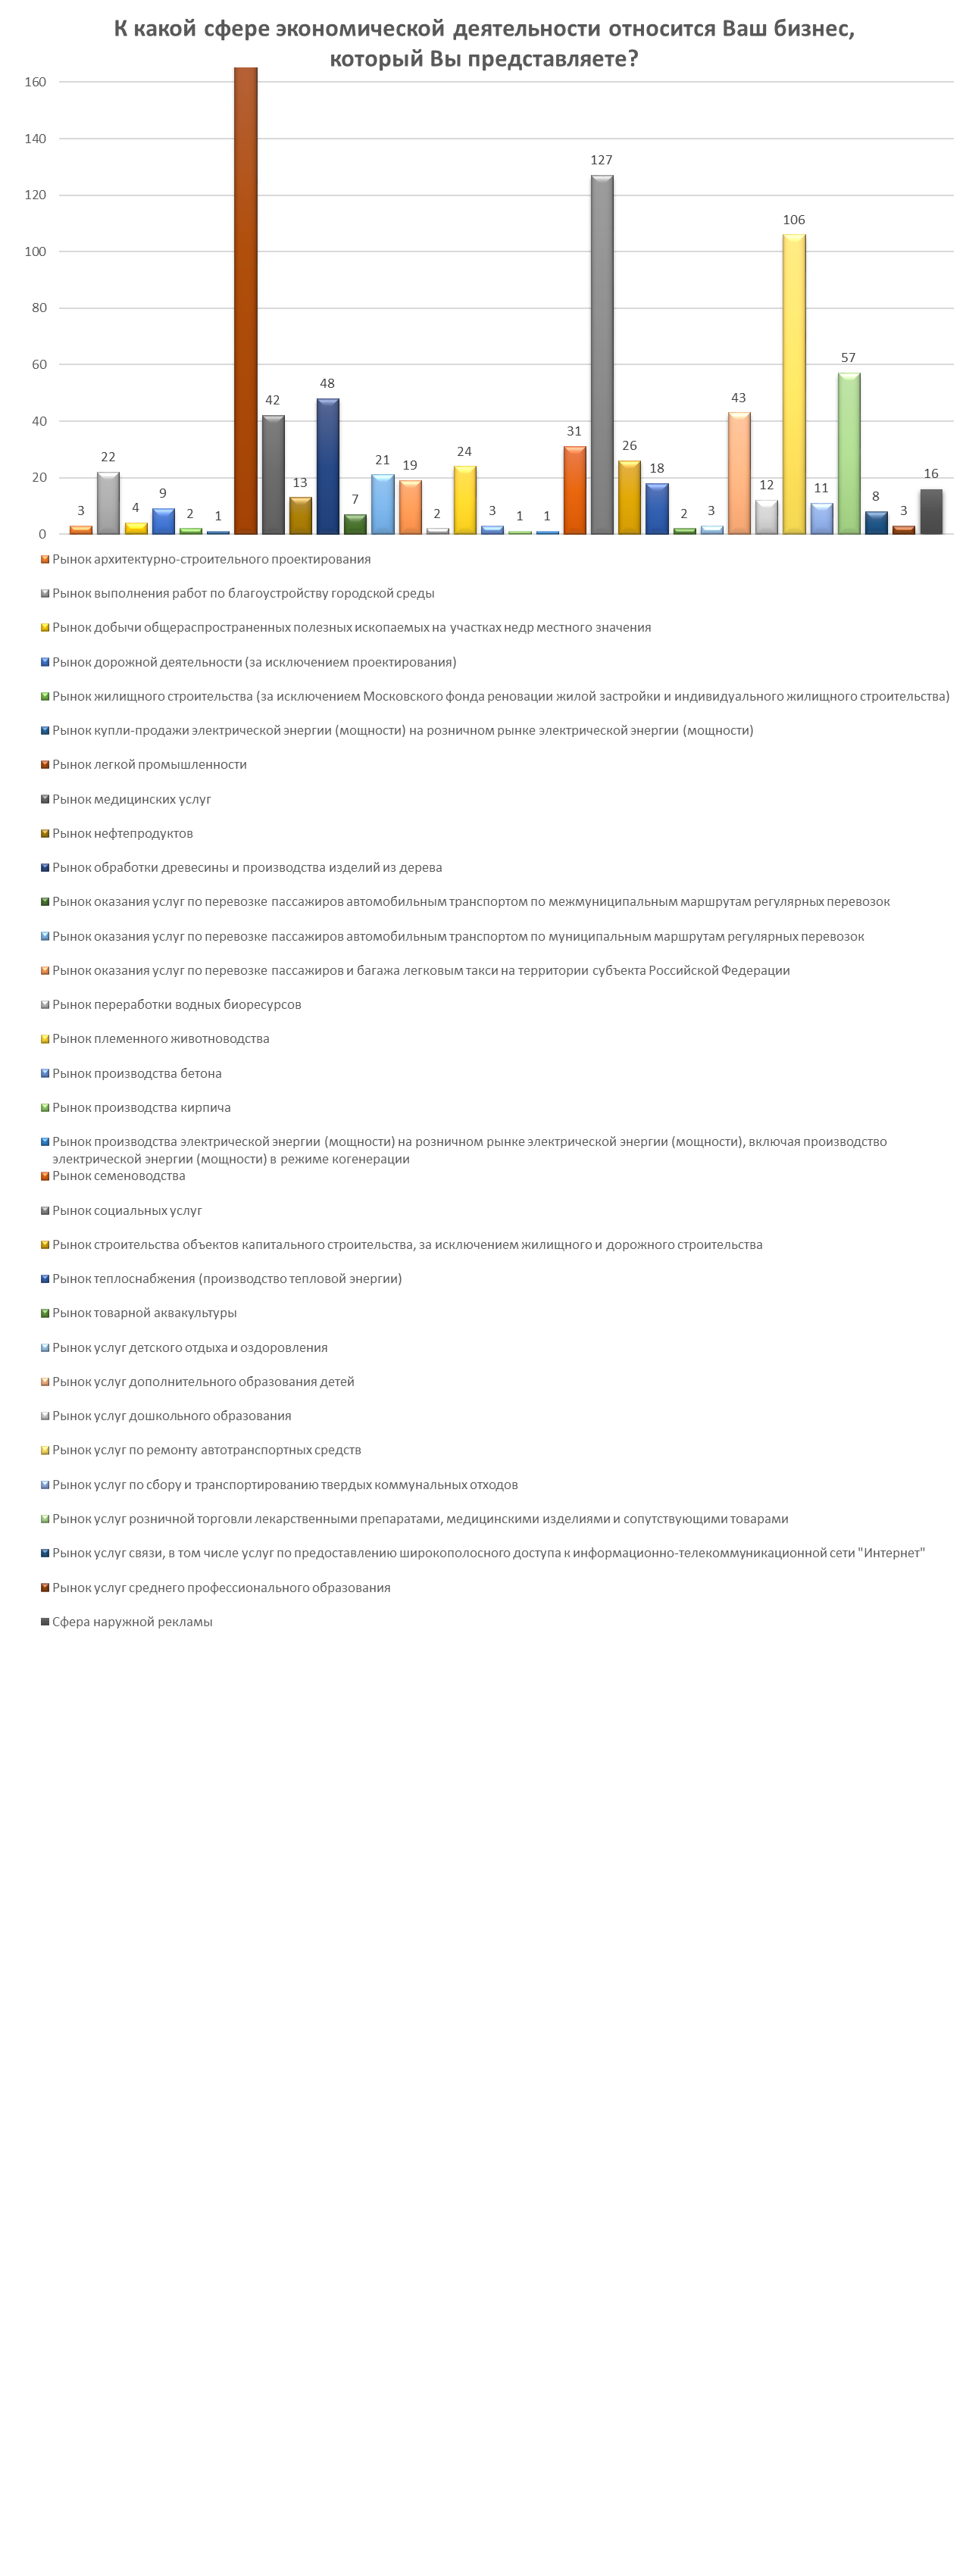 К какой сфере экономической деятельности относится Ваш бизнес,
который Вы представляете?
160
140
120
100
80
60
40
20
0
3
22
4
9
2
1
42
13
48
7
21
19
2
24
3
1
1
31
127
26
18
2
3
43
12
106
11
57
8
3
16
Рынок архитектурно-строительного проектирования
Рынок выполнения работ по благоустройству городской среды
Рынок добычи общераспространенных полезных ископаемых на участках недр местного значения
Рынок дорожной деятельности (за исключением проектирования)
Рынок жилищного строительства (за исключением Московского фонда реновации жилой застройки и индивидуального жилищного строительства)
Рынок купли-продажи электрической энергии (мощности) на розничном рынке электрической энергии (мощности)
Рынок легкой промышленности
Рынок медицинских услуг
Рынок нефтепродуктов
Рынок обработки древесины и производства изделий из дерева
Рынок оказания услуг по перевозке пассажиров автомобильным транспортом по межмуниципальным маршрутам регулярных перевозок
Рынок оказания услуг по перевозке пассажиров автомобильным транспортом по муниципальным маршрутам регулярных перевозок
Рынок оказания услуг по перевозке пассажиров и багажа легковым такси на территории субъекта Российской Федерации
Рынок переработки водных биоресурсов
Рынок племенного животноводства
Рынок производства бетона
Рынок производства кирпича
Рынок производства электрической энергии (мощности) на розничном рынке электрической энергии (мощности), включая производство
электрической энергии (мощности) в режиме когенерации
Рынок семеноводства
Рынок социальных услуг
Рынок строительства объектов капитального строительства, за исключением жилищного и дорожного строительства
Рынок теплоснабжения (производство тепловой энергии)
Рынок товарной аквакультуры
Рынок услуг детского отдыха и оздоровления
Рынок услуг дополнительного образования детей
Рынок услуг дошкольного образования
Рынок услуг по ремонту автотранспортных средств
Рынок услуг по сбору и транспортированию твердых коммунальных отходов
Рынок услуг розничной торговли лекарственными препаратами, медицинскими изделиями и сопутствующими товарами
Рынок услуг связи, в том числе услуг по предоставлению широкополосного доступа к информационно-телекоммуникационной сети "Интернет"
Рынок услуг среднего профессионального образования
Сфера наружной рекламы